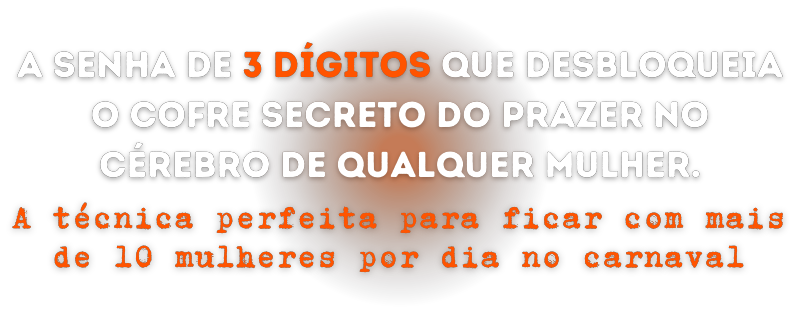 A SENHA DE 3 DÍGITOS QUE DESBLOQUEIA
O COFRE SECRETO DO PRAZER NO
CÉREBRO DE QUALQUER MULHER.
A técnica perfeita para ficar com mais
de 10 mulheres por dia no carnaval